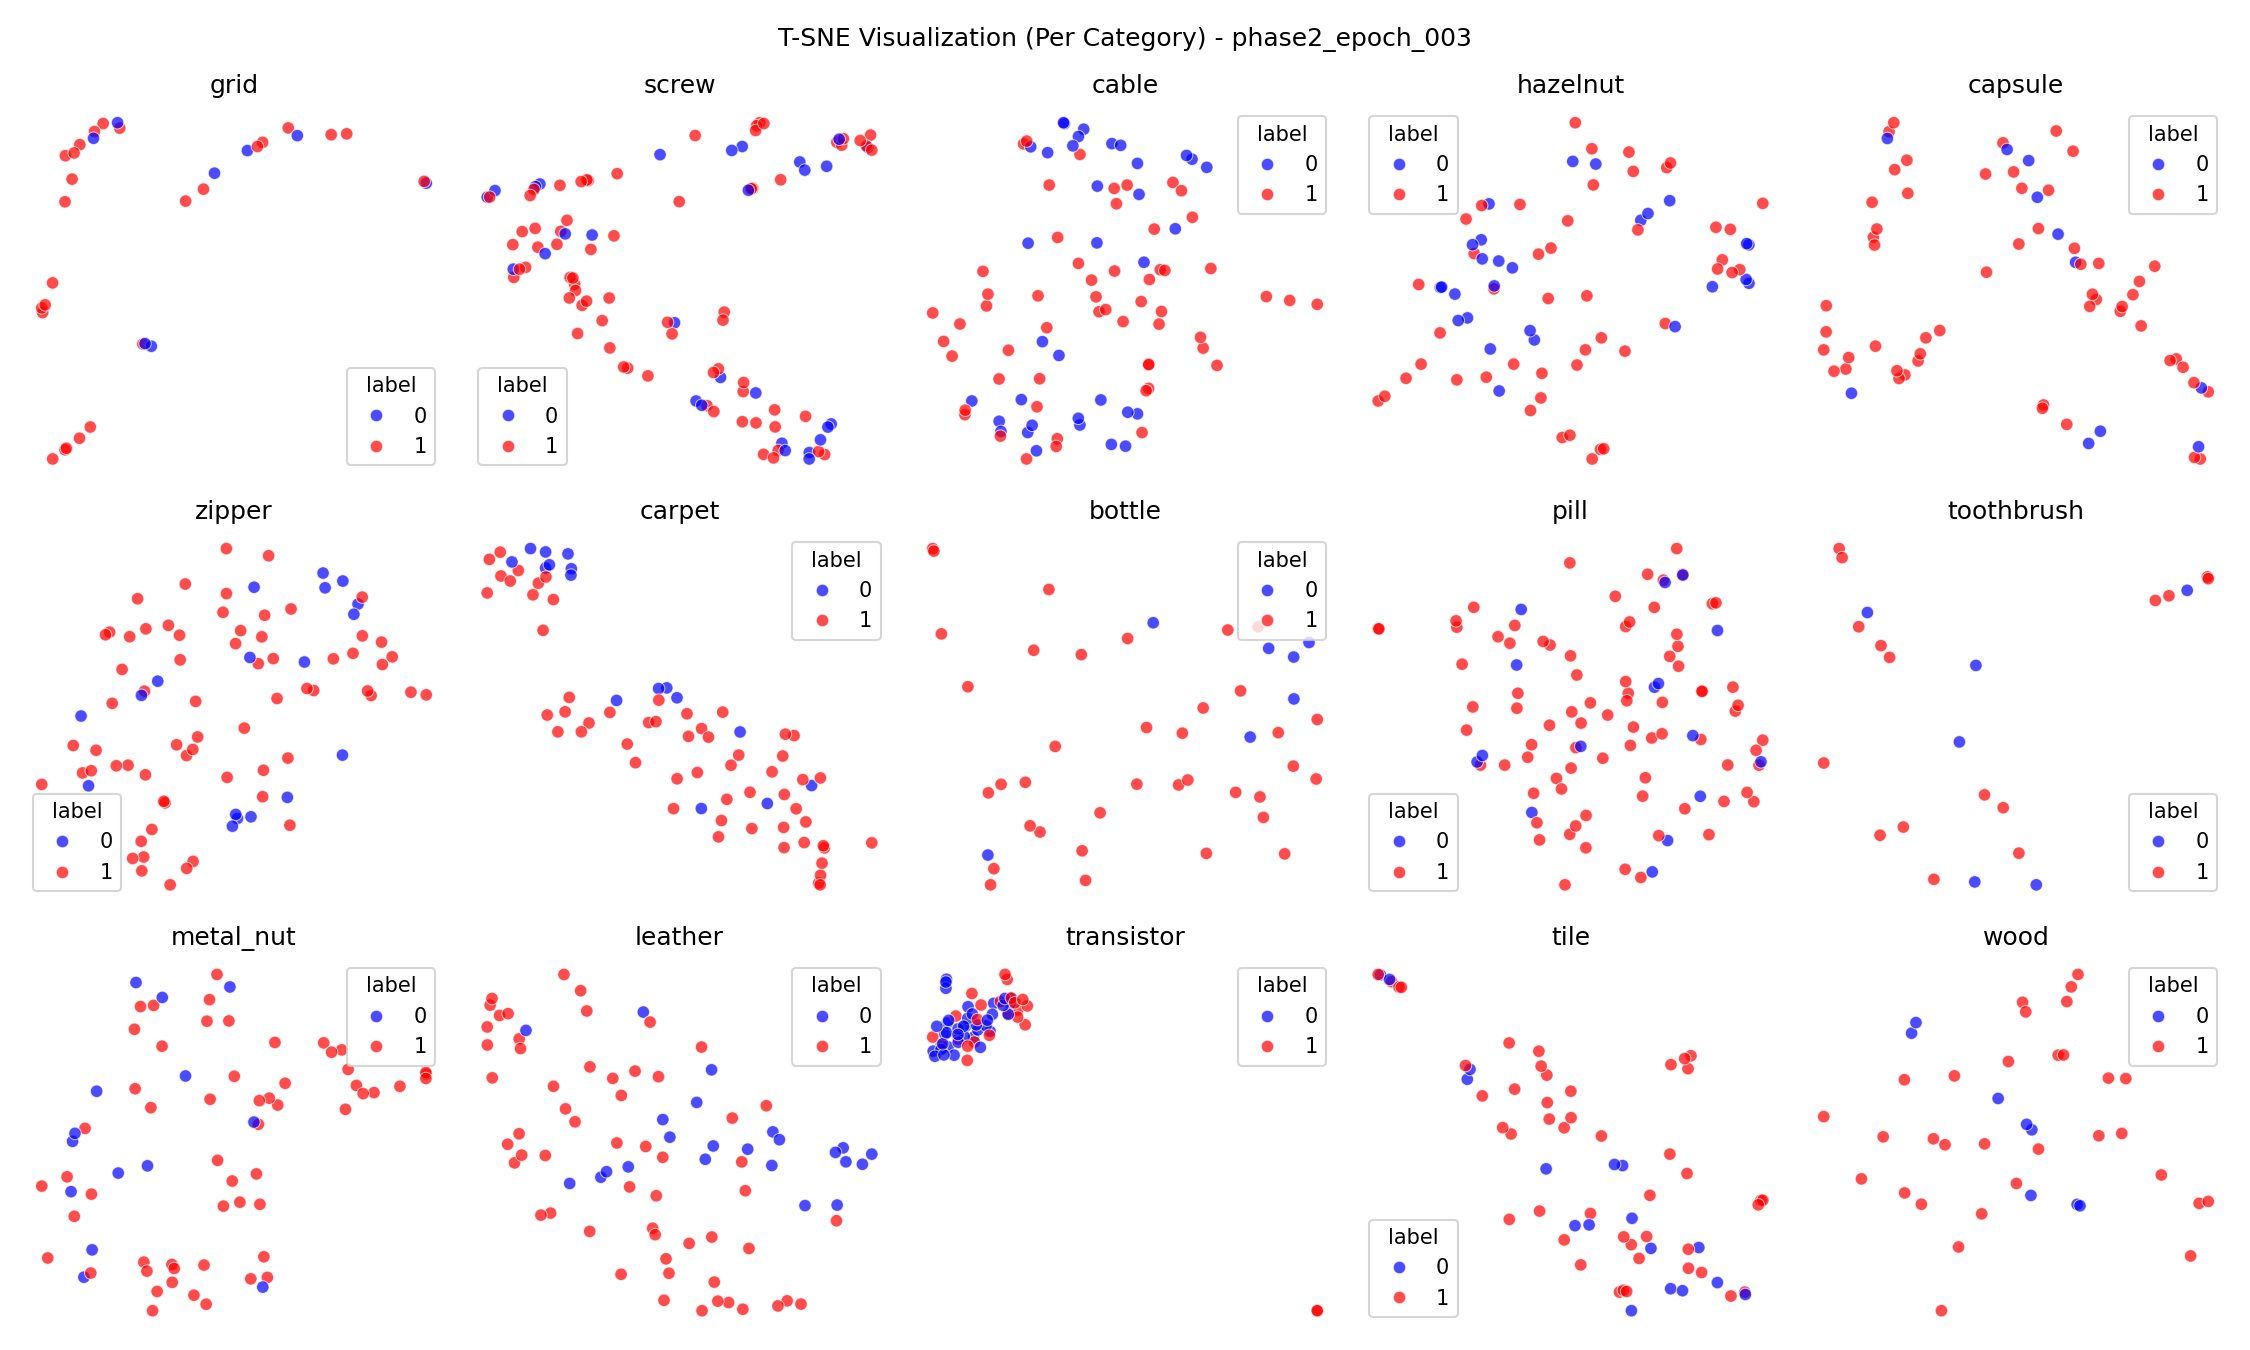 T-SNE Visualization (Per Category) - phase2_epoch_003
grid
label
0
1
screw
label
0
1
cable
label
0
1
hazelnut
label
0
1
capsule
label
0
1
zipper
label
0
1
carpet
label
0
1
bottle
label
0
1
pill
label
0
1
toothbrush
label
0
1
metal_nut
label
0
1
leather
label
0
1
transistor
label
0
1
tile
label
0
1
wood
label
0
1